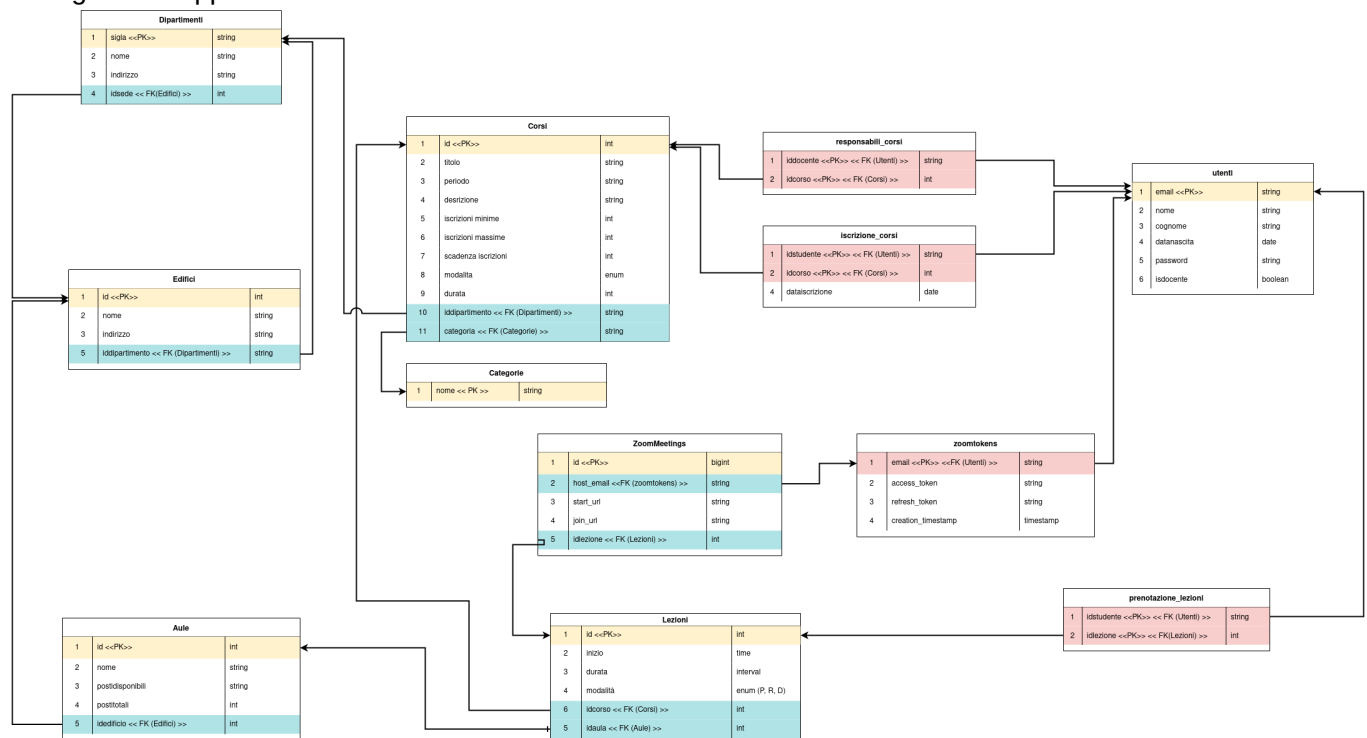 Dipartimenti
1 sigla <<PK>> string
2 nome string
3 indirizzo string
4 idsede << FK(Edifici) >> int
Corsi
1 id <<PK>> int
2 titolo string
3 periodo string
4 desrizione string
5 iscrizioni minime int
6 iscrizioni massime int
7 scadenza iscrizioni int
8 modalita enum
9 durata int
10 iddipartimento << FK (Dipartimenti) >> string
11 categoria << FK (Categorie) >> string
responsabili_corsi
1 iddocente <<PK>> << FK (Utenti) >> string
2 idcorso <<PK>> << FK (Corsi) >> int
utenti
1 email <<PK>> string
2 nome string
3 cognome string
4 datanascita date
5 password string
6 isdocente boolean
iscrizione_corsi
1 idstudente <<PK>> << FK (Utenti) >> string
2 idcorso <<PK>> << FK (Corsi) >> int
4 dataiscrizione date
Edifici
1 id <<PK>> int
2 nome string
3 indirizzo string
5 iddipartimento << FK (Dipartimenti) >> string
Categorie
1 nome << PK >> string
ZoomMeetings
1 id <<PK>> bigint
2 host_email <<FK (zoomtokens) >> string
3 start_url string
4 join_url string
5 idlezione << FK (Lezioni) >> int
zoomtokens
1 email <<PK>> <<FK (Utenti) >> string
2 access_token string
3 refresh_token string
4 creation_timestamp timestamp
prenotazione_lezioni
1 idstudente <<PK>> << FK (Utenti) >> string
2 idlezione <<PK>> << FK(Lezioni) >> int
Aule
1 id <<PK>> int
2 nome string
3 postidisponibili string
4 postitotali int
5 idedificio << FK (Edifici) >> int
Lezioni
1 id <<PK>> int
2 inizio time
3 durata interval
4 modalità enum (P, R, D)
6 idcorso << FK (Corsi) >> int
5 idaula << FK (Aule) >> int